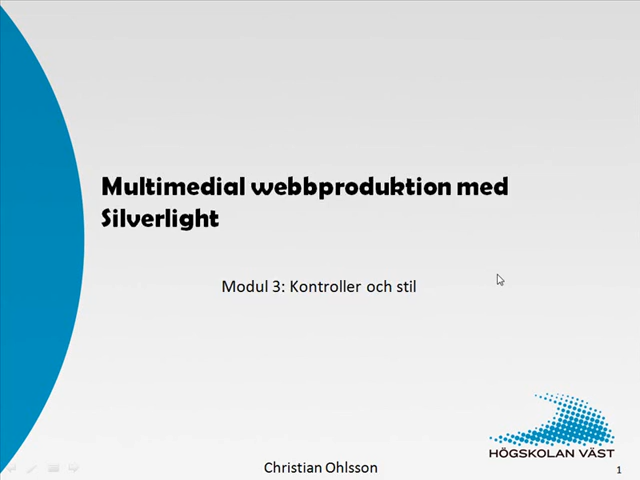 Multimedial webbproduktion med
Silverlight
Modul 3: Kontroller och stil
HÖGSKOLAN VÄST
Christian Ohlsson
1